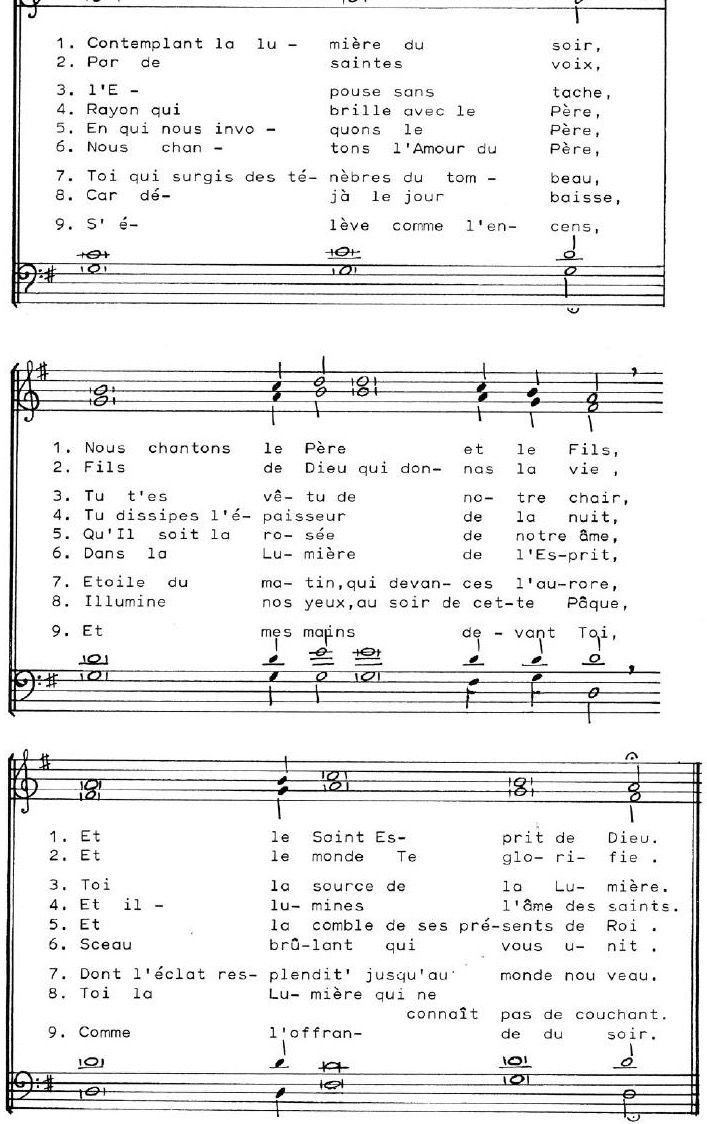 1. Contemplant la lu - mière du soir,
2. Par de saintes voix,
3. l'E - pouse sans tache,
4. Rayon qui brille avec le Père,
5. En qui nous invo - quons le Père,
6. Nous chan - tons l'Amour du Père,
7. Toi qui surgis des té- nèbres du tom - beau,
8. Car dé- jà le jour baisse,
9. S' é- lève comme l'en- cens,
1. Nous chantons le Père et le Fils,
2. Fils de Dieu qui don- nas la vie ,
3. Tu t'es vê- tu de no- tre chair,
4. Tu dissipes l'é- paisseur de la nuit,
5. Qu'Il soit la ro- sée de notre âme,
6. Dans la Lu- mière de l'Es-prit,
7. Etoile du ma- tin,qui devan- ces l'au-rore,
8. Illumine nos yeux,au soir de cet-te Pâque,
9. Et mes mains de - vant Toi,
1. Et le Saint Es- prit de Dieu.
2. Et le monde Te glo- ri- fie .
3. Toi la source de la Lu- mière.
4. Et il - lu- mines l'âme des saints.
5. Et la comble de ses pré-sents de Roi .
6. Sceau brû-lant qui vous u- nit .
7. Dont l'éclat res- plendit' jusqu'au monde nou veau.
8. Toi la Lu- mière qui ne
connaît pas de couchant.
9. Comme l'offran- de du soir.